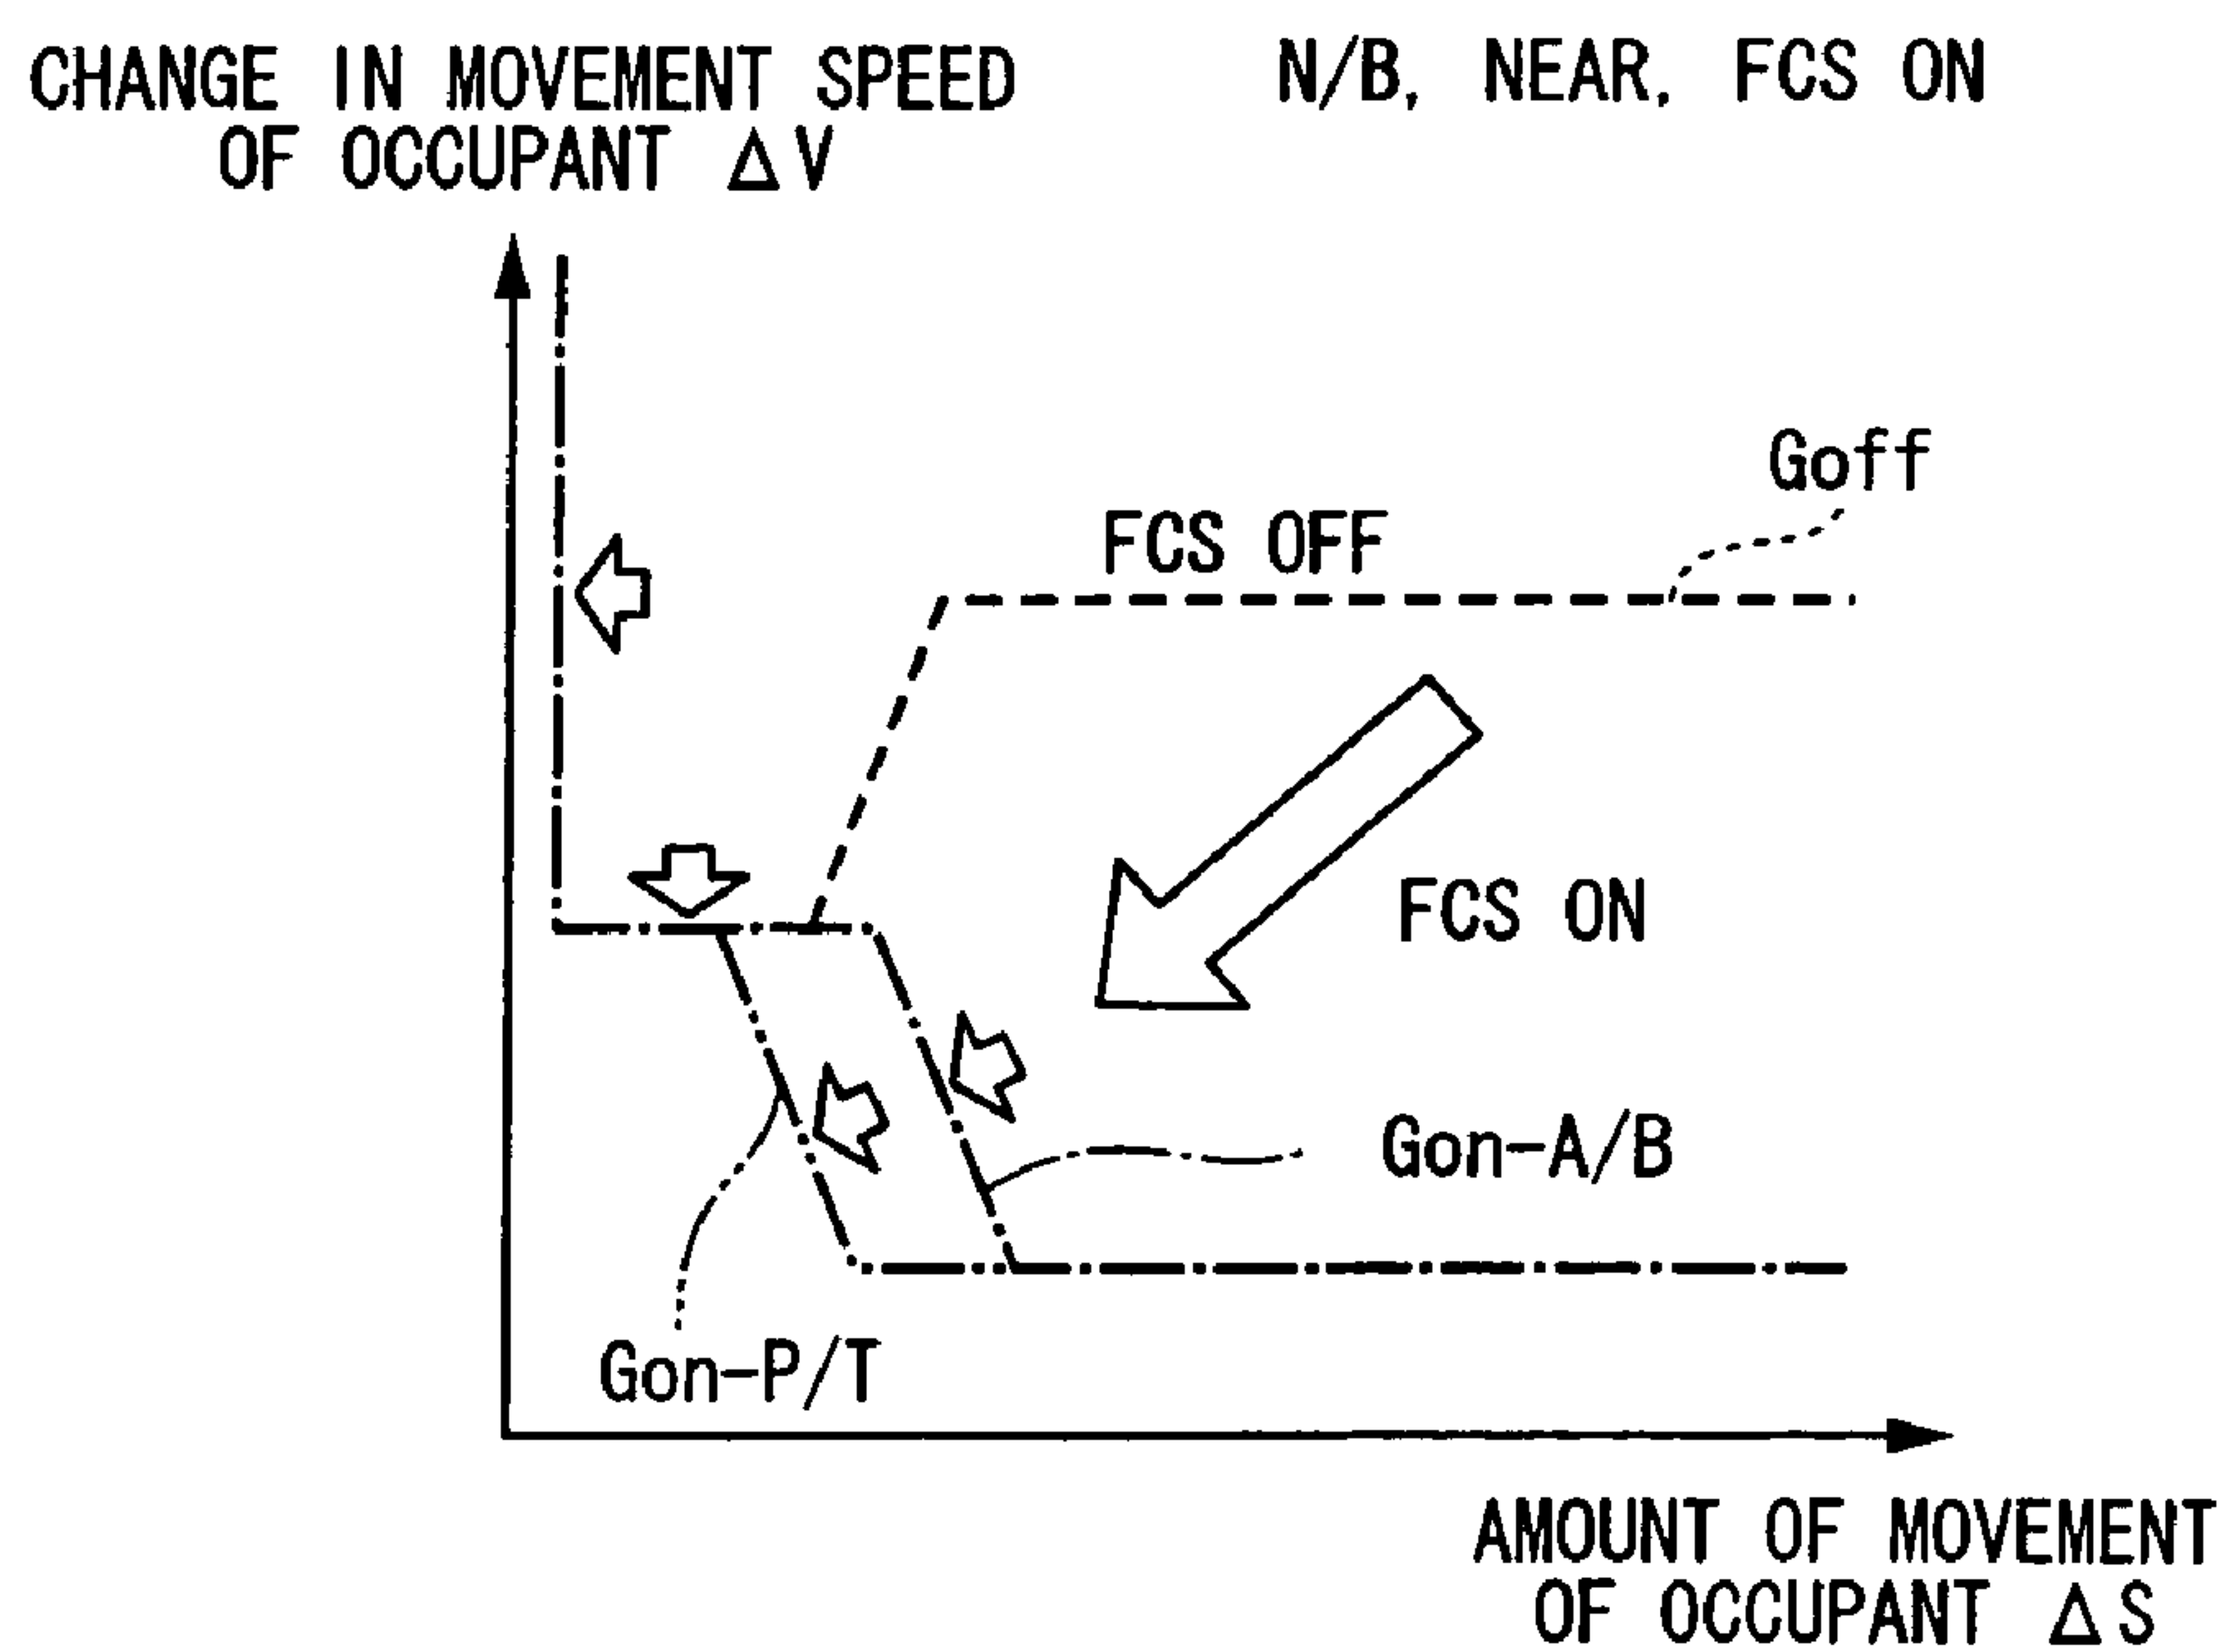 CHANGE IN MOVEMENT SPEED
OF OCCUPANT ΔV
N/B, NEAR, FCS ON
Goff
FCS OFF
FCS ON
Gon-A/B
Gon-P/T
AMOUNT OF MOVEMENT
OF OCCUPANT ΔS